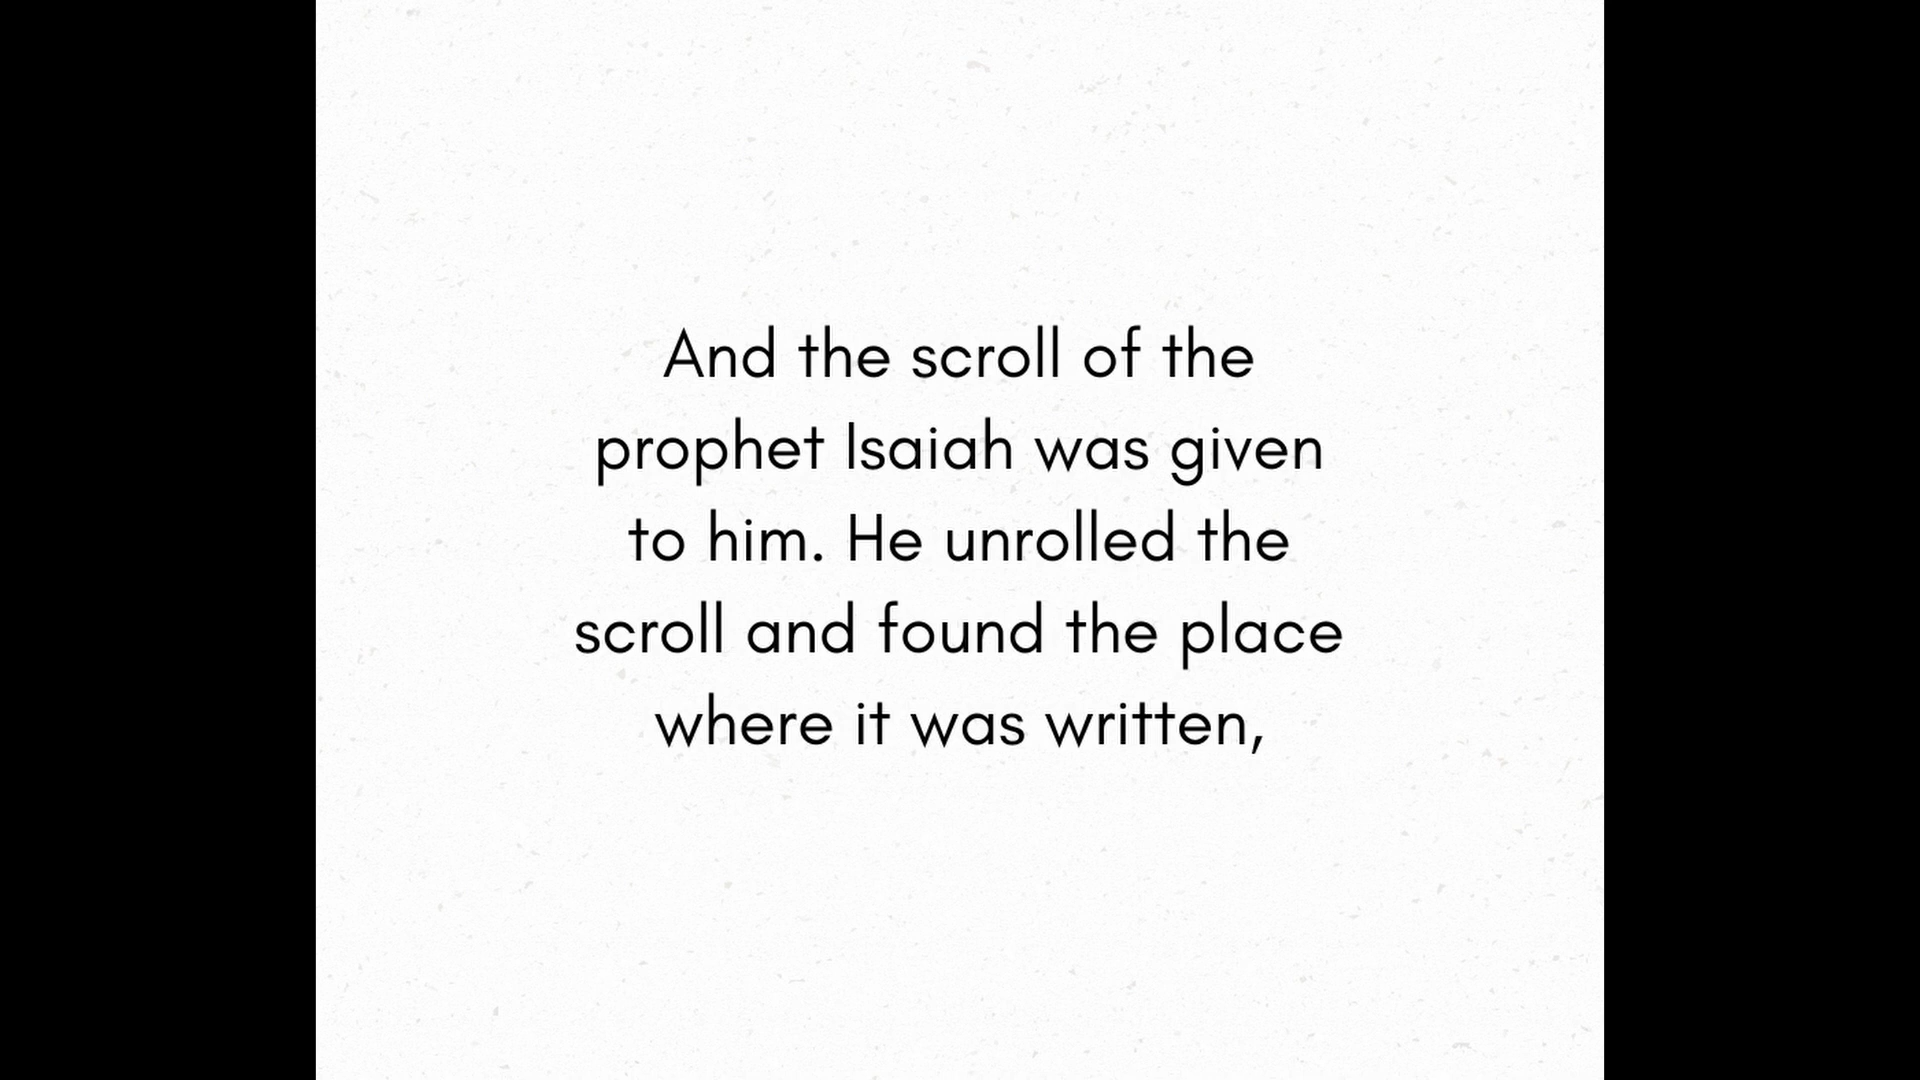 And the scroll of the
prophet Isaiah was given
to him. He unrolled the
scroll and found the place
where it was written,